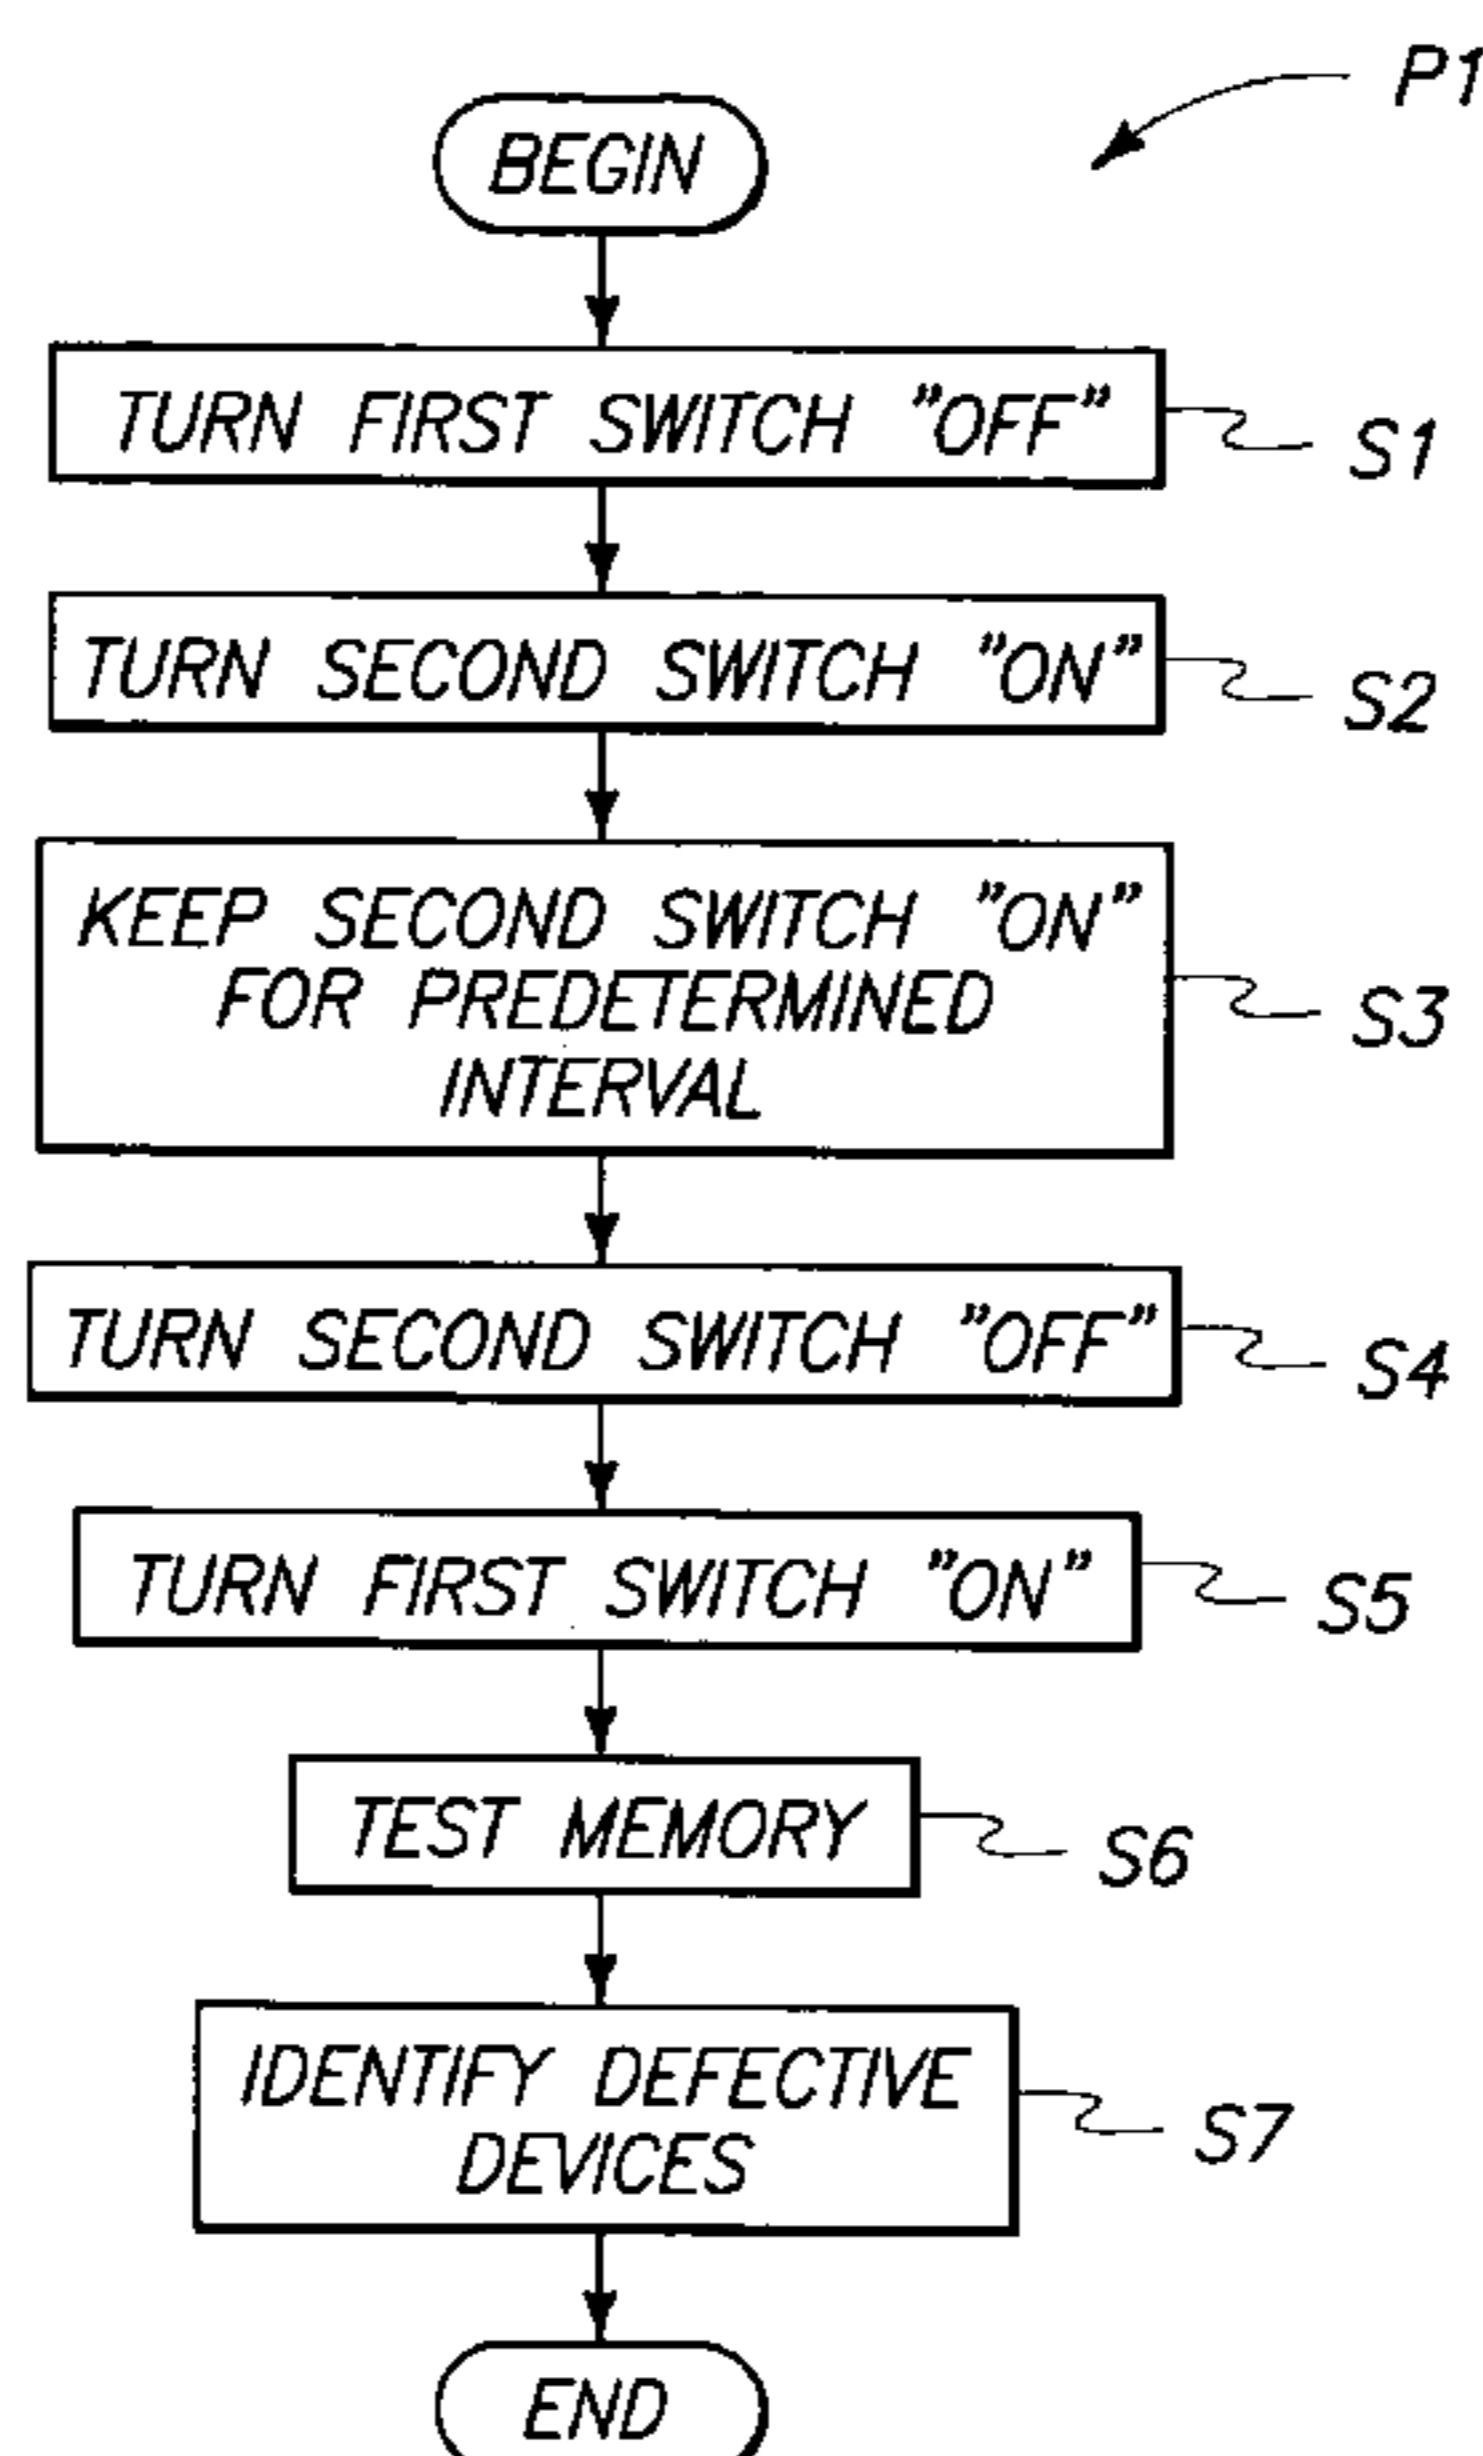 P1
BEGIN
TURN FIRST SWITCH "OFF"
S1
TURN SECOND SWITCH "ON"
S2
KEEP SECOND SWITCH "ON"
FOR PREDETERMINED
INTERVAL
S3
TURN SECOND SWITCH "OFF"
S4
TURN FIRST SWITCH "ON"
S5
TEST MEMORY
S6
IDENTIFY DEFECTIVE
DEVICES
S7
END